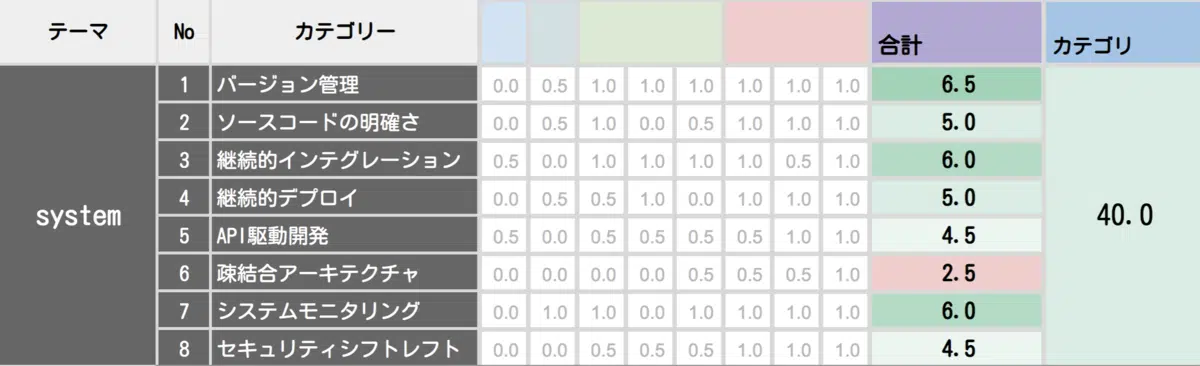 テーマ No カテゴリー 合計 カテゴリ
1 バージョン管理 0.0 0.5 1.0 1.0 1.0 1.0 1.0 1.0 6.5
2 ソースコードの明確さ 0.0 0.5 1.0 0.0 0.5 1.0 1.0 1.0 5.0
3 継続的インテグレーション 0.5 0.0 1.0 1.0 1.0 1.0 0.5 1.0 6.0
4 継続的デプロイ 0.0 0.5 0.5 1.0 0.0 1.0 1.0 1.0 5.0
system 40.0
5 API駆動開発 0.5 0.0 0.5 0.5 0.5 0.5 1.0 1.0 4.5
6 疎結合アーキテクチャ 0.0 0.0 0.0 0.0 0.5 0.5 0.5 1.0 2.5
7 システムモニタリング 0.0 1.0 1.0 0.0 1.0 1.0 1.0 1.0 6.0
8 セキュリティシフトレフト 0.0 0.0 0.5 0.5 0.5 1.0 1.0 1.0 4.5